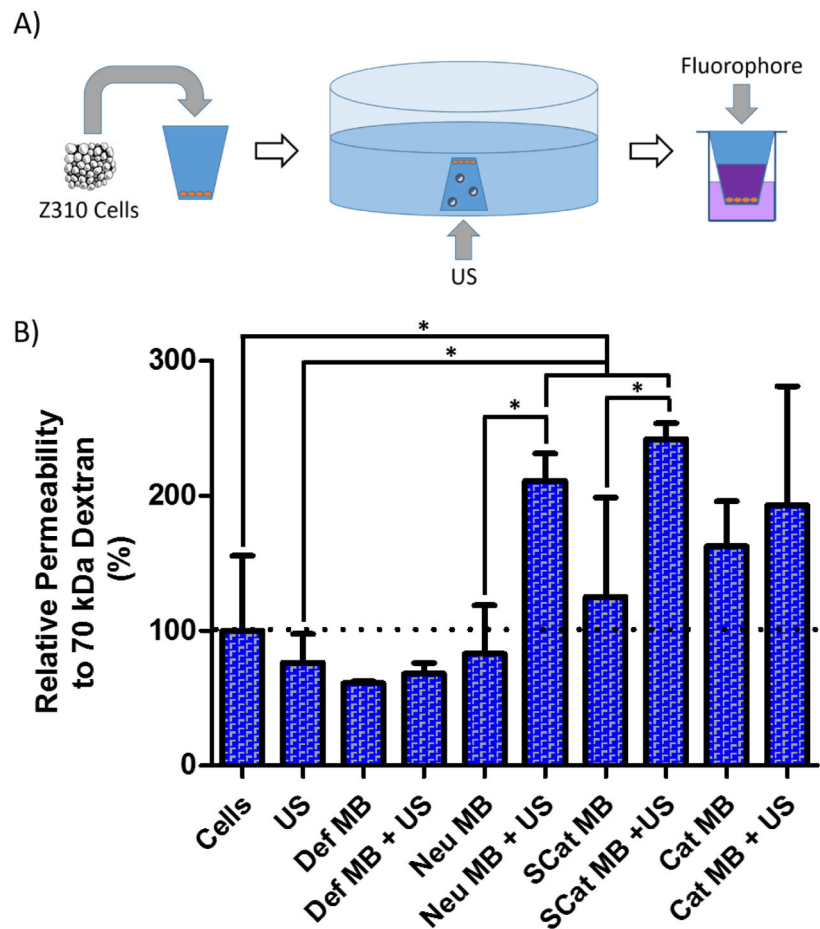 A)
Fluorophore
Z310 Cells
US
B)
*
*
*
*
300
200
100
0
Relative Permeability
to 70 kDa Dextran
(%)
Cells
US
Def MB
Def MB + US
Neu MB
Neu MB + US
SCat MB
SCat MB +US
Cat MB
Cat MB + US